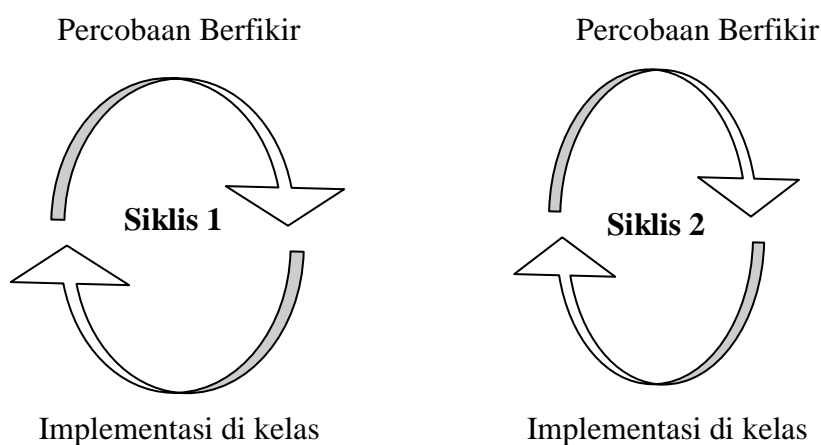 Percobaan Berfikir
Percobaan Berfikir
Siklis 1
Siklis 2
Implementasi di kelas
Implementasi di kelas